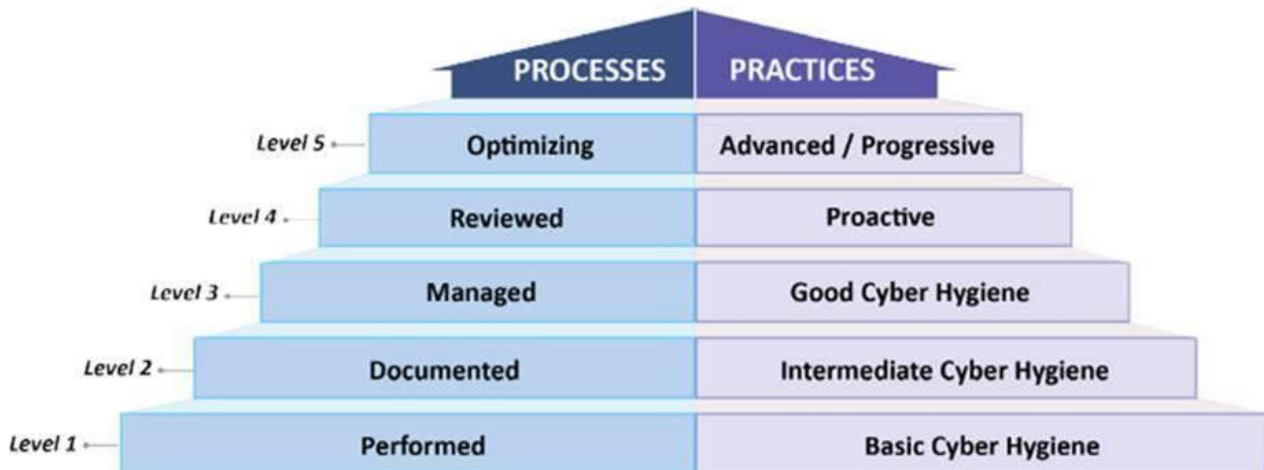 PROCESSES PRACTICES
Level 5 Optimizing Advanced / Progressive
Level 4 Reviewed Proactive
Level 3 Managed Good Cyber Hygiene
Level 2 Documented Intermediate Cyber Hygiene
Level 1 Performed Basic Cyber Hygiene